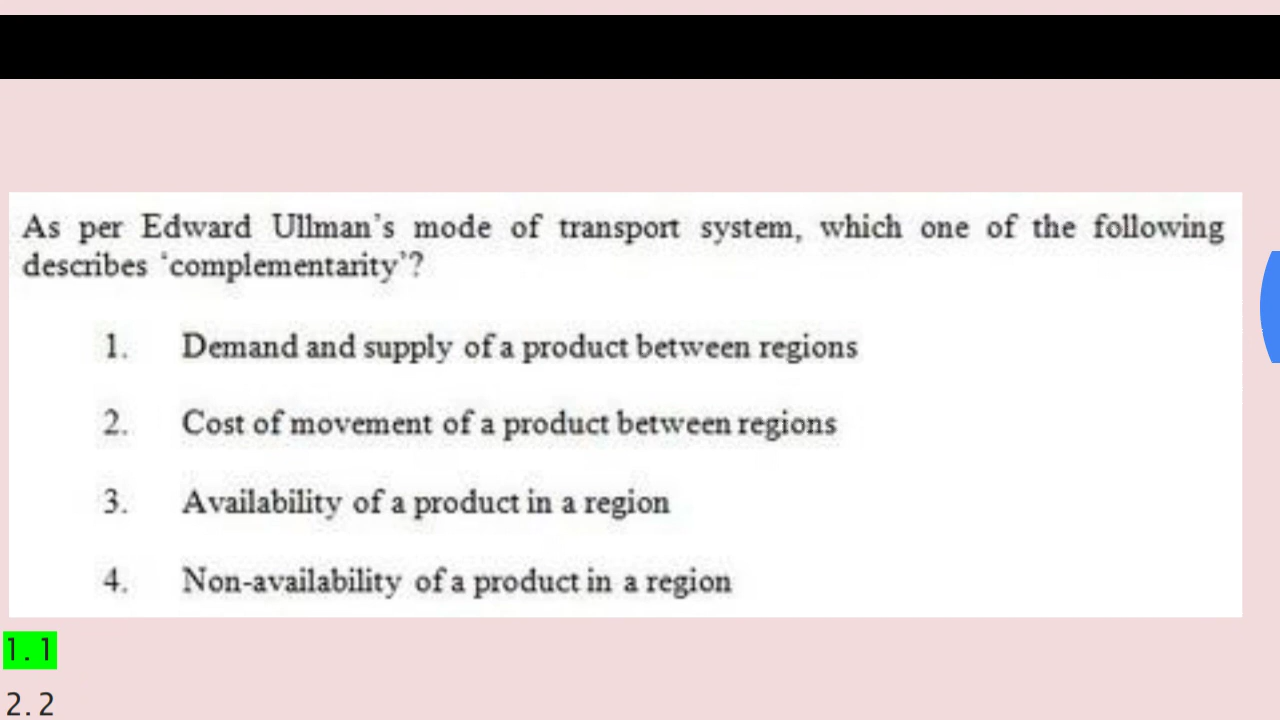 As per Edward Ullman's mode of transport system, which one of the following
describes 'complementarity'?
1. Demand and supply of a product between regions
2. Cost of movement of a product between regions
3. Availability of a product in a region
4. Non-availability of a product in a region
1.1
2.2